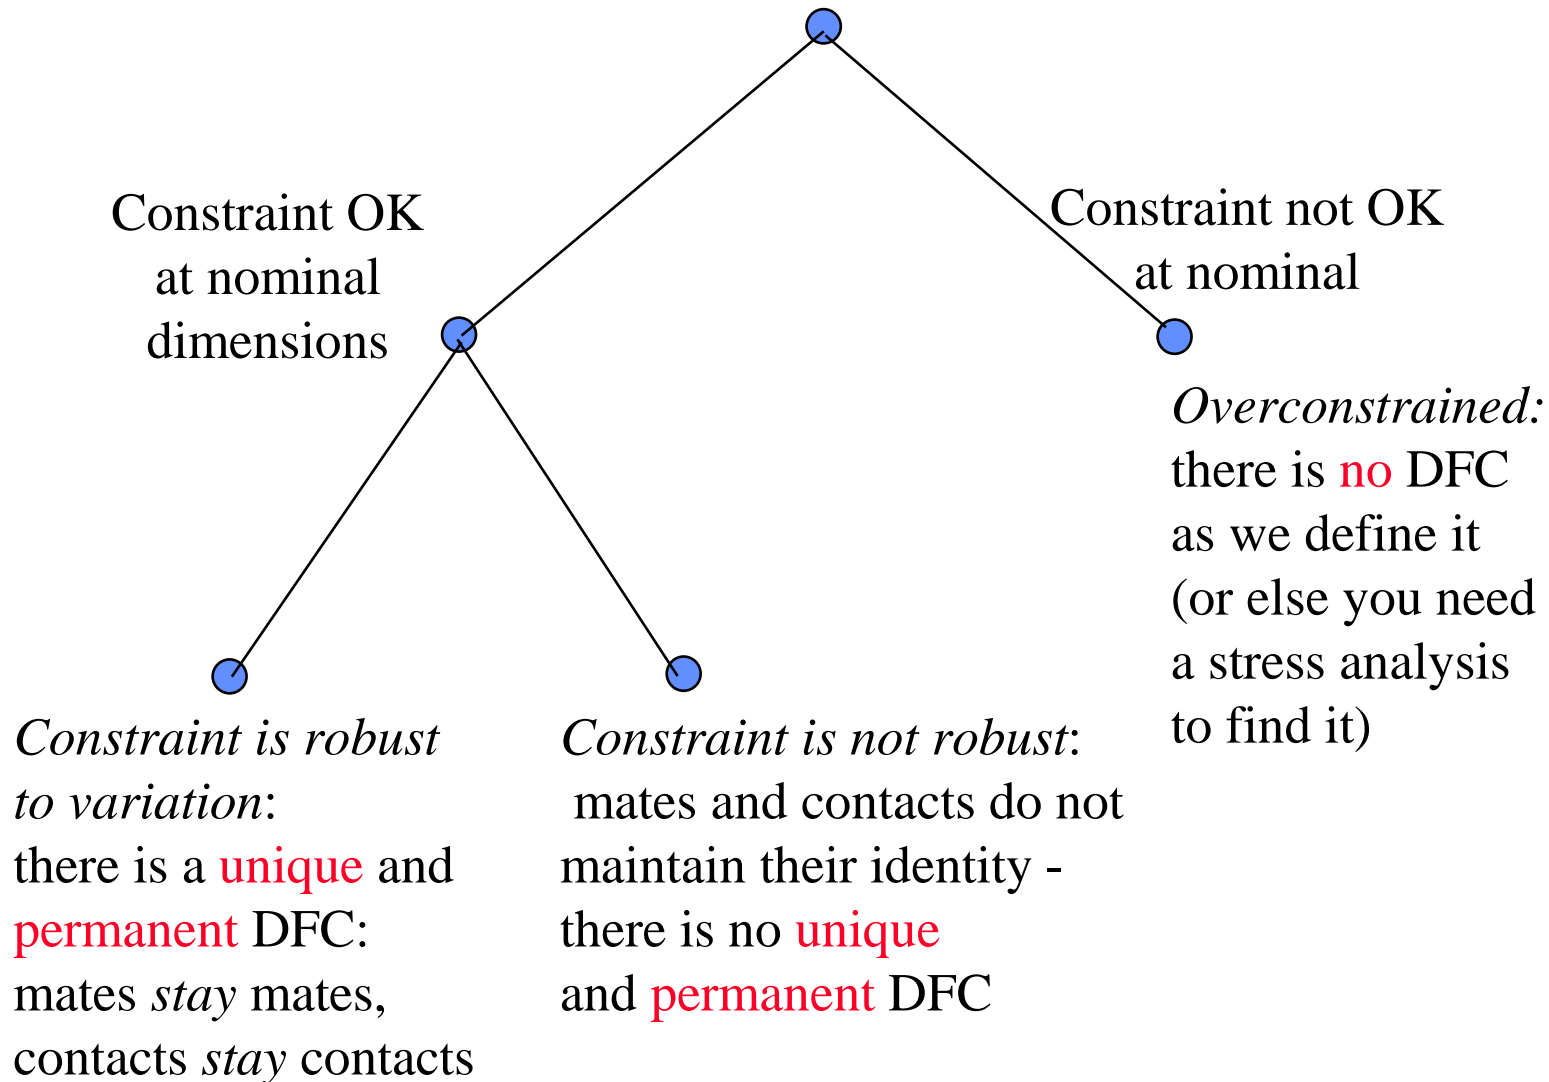 Constraint OK
at nominal
dimensions
Constraint not OK
at nominal
Overconstrained:
there is no DFC
as we define it
(or else you need
a stress analysis
to find it)
Constraint is robust
to variation:
there is a unique and
permanent DFC:
mates stay mates,
contacts stay contacts
Constraint is not robust:
mates and contacts do not
maintain their identity -
there is no unique
and permanent DFC